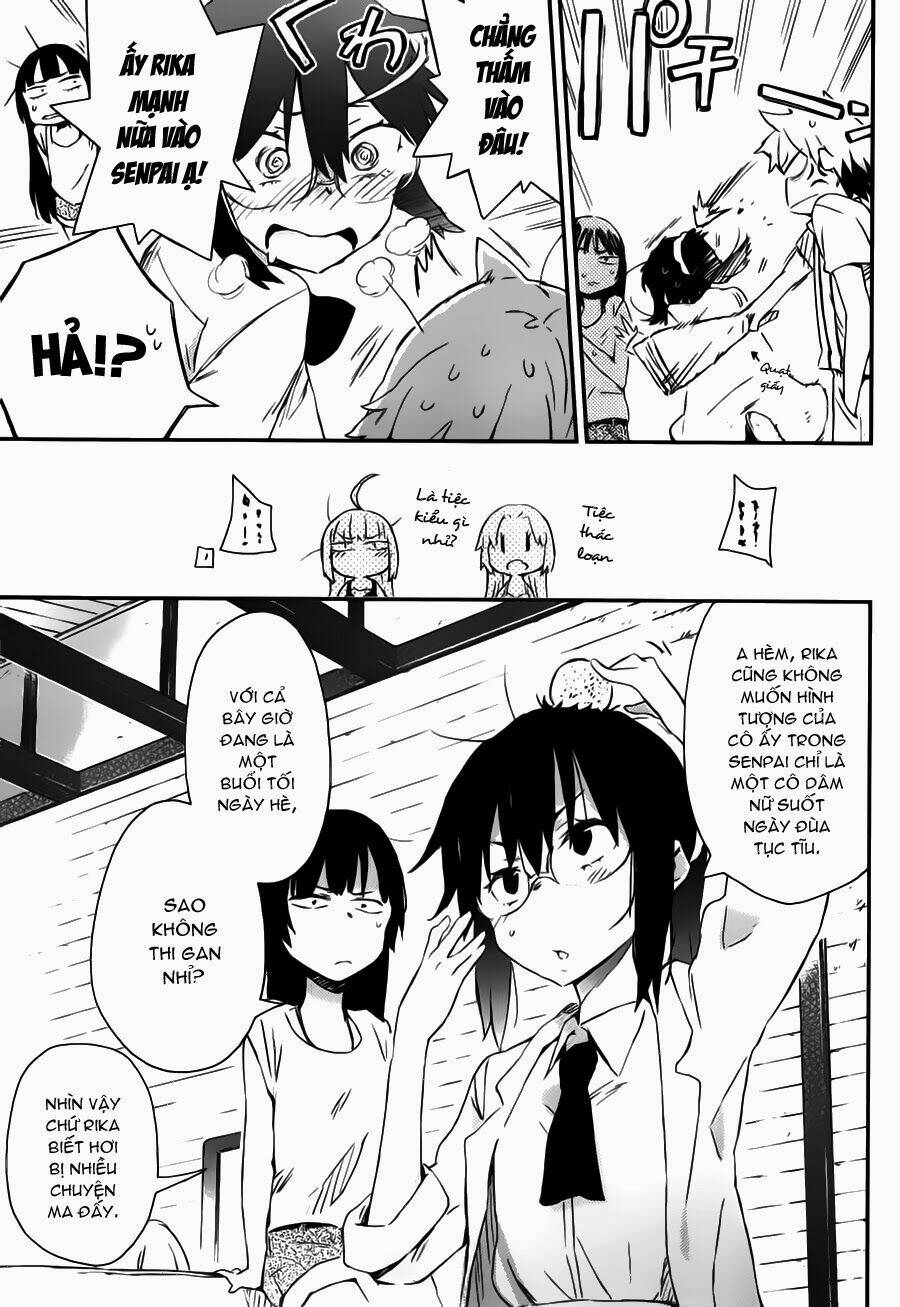 CHẲNG
THẤM
VÀO
ĐÂU!
Quạt
giấy
ẤY RIKA
MẠNH
NỮA VÀO
SENPAI Ạ!
HẢ!?
Tiệc
thác
loạn
Là tiệc
kiểu gì
nhỉ?
A HÈM, RIKA
CŨNG KHÔNG
MUỐN HÌNH
TƯỢNG CỦA
CÔ ẤY TRONG
SENPAI CHỈ LÀ
MỘT CÔ DÂM
NỮ SUỐT
NGÀY ĐÙA
TỤC TĨU.
VỚI CẢ
BÂY GIỜ
ĐANG LÀ
MỘT
BUỔI TỐI
NGÀY HÈ,
SAO
KHÔNG
THI GAN
NHỈ?
NHÌN VẬY
CHỨ RIKA
BIẾT HƠI
BỊ NHIỀU
CHUYỆN
MA ĐẤY.